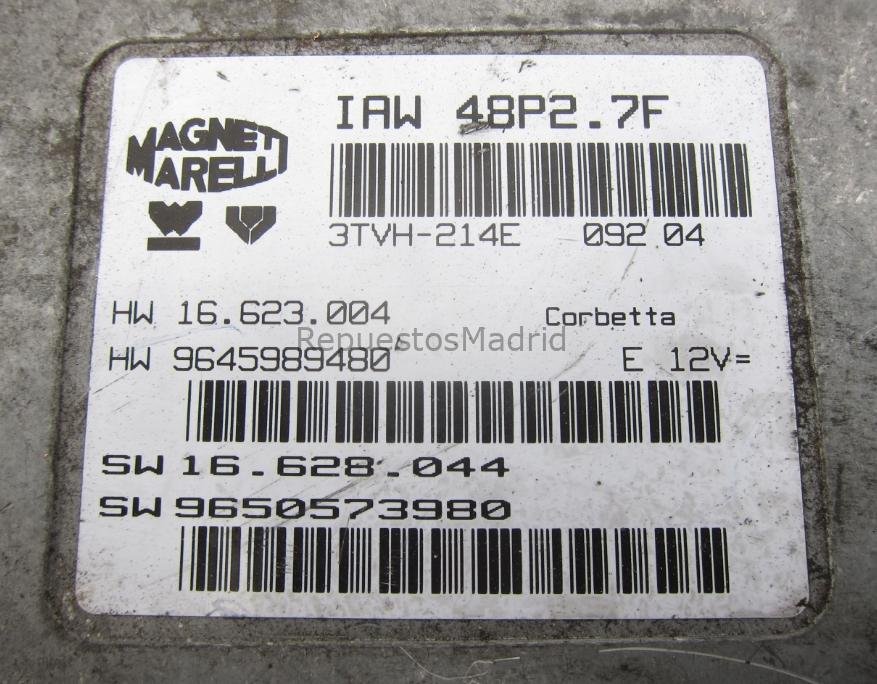 IAW 48P2.7F
MAGNETI
MARELLI
3TVH-214E 092 04
HW 16.623.004 Corbetta
RepuestosMadrid
HW 9645989480 E 12V=
SW 16.628.044
SW 9650573980